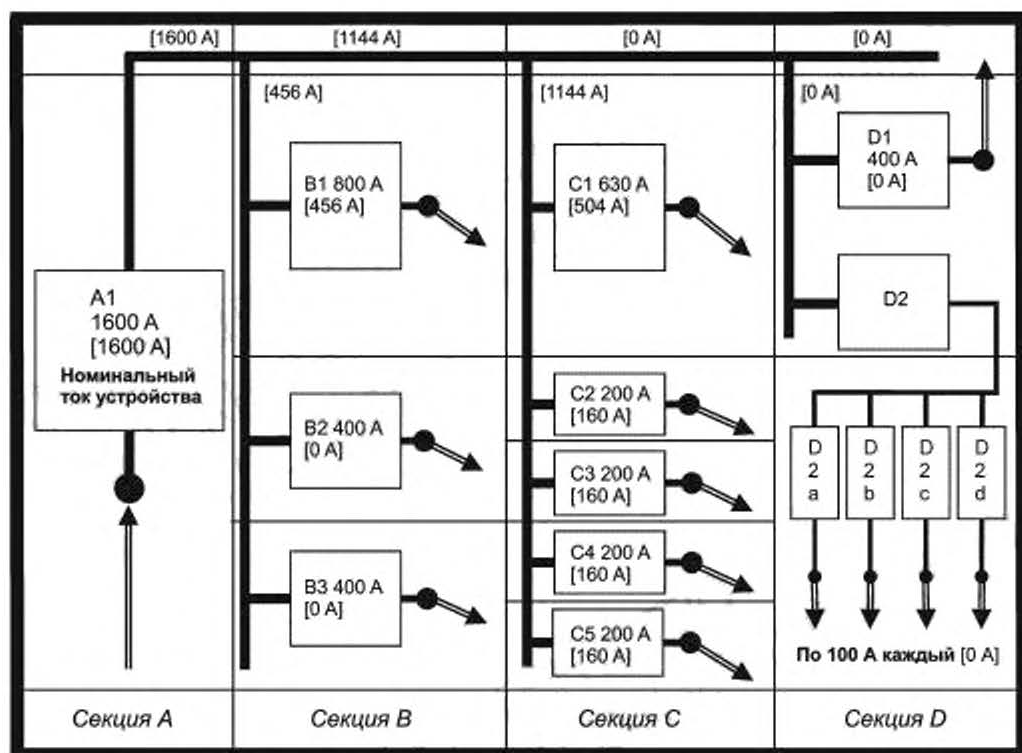 [1600 A]
[1144 A]
[0 A]
[0 A]
[456 A]
[1144 A]
[0 A]
A1
1600 A
[1600 A]
Номинальный
ток устройства
B1 800 A
[456 A]
B2 400 A
[0 A]
B3 400 A
[0 A]
C1 630 A
[504 A]
C2 200 A
[160 A]
C3 200 A
[160 A]
C4 200 A
[160 A]
C5 200 A
[160 A]
D1
400 A
[0 A]
D2
D
2
a
D
2
b
D
2
c
D
2
d
По 100 А каждый [0 A]
Секция A
Секция B
Секция C
Секция D